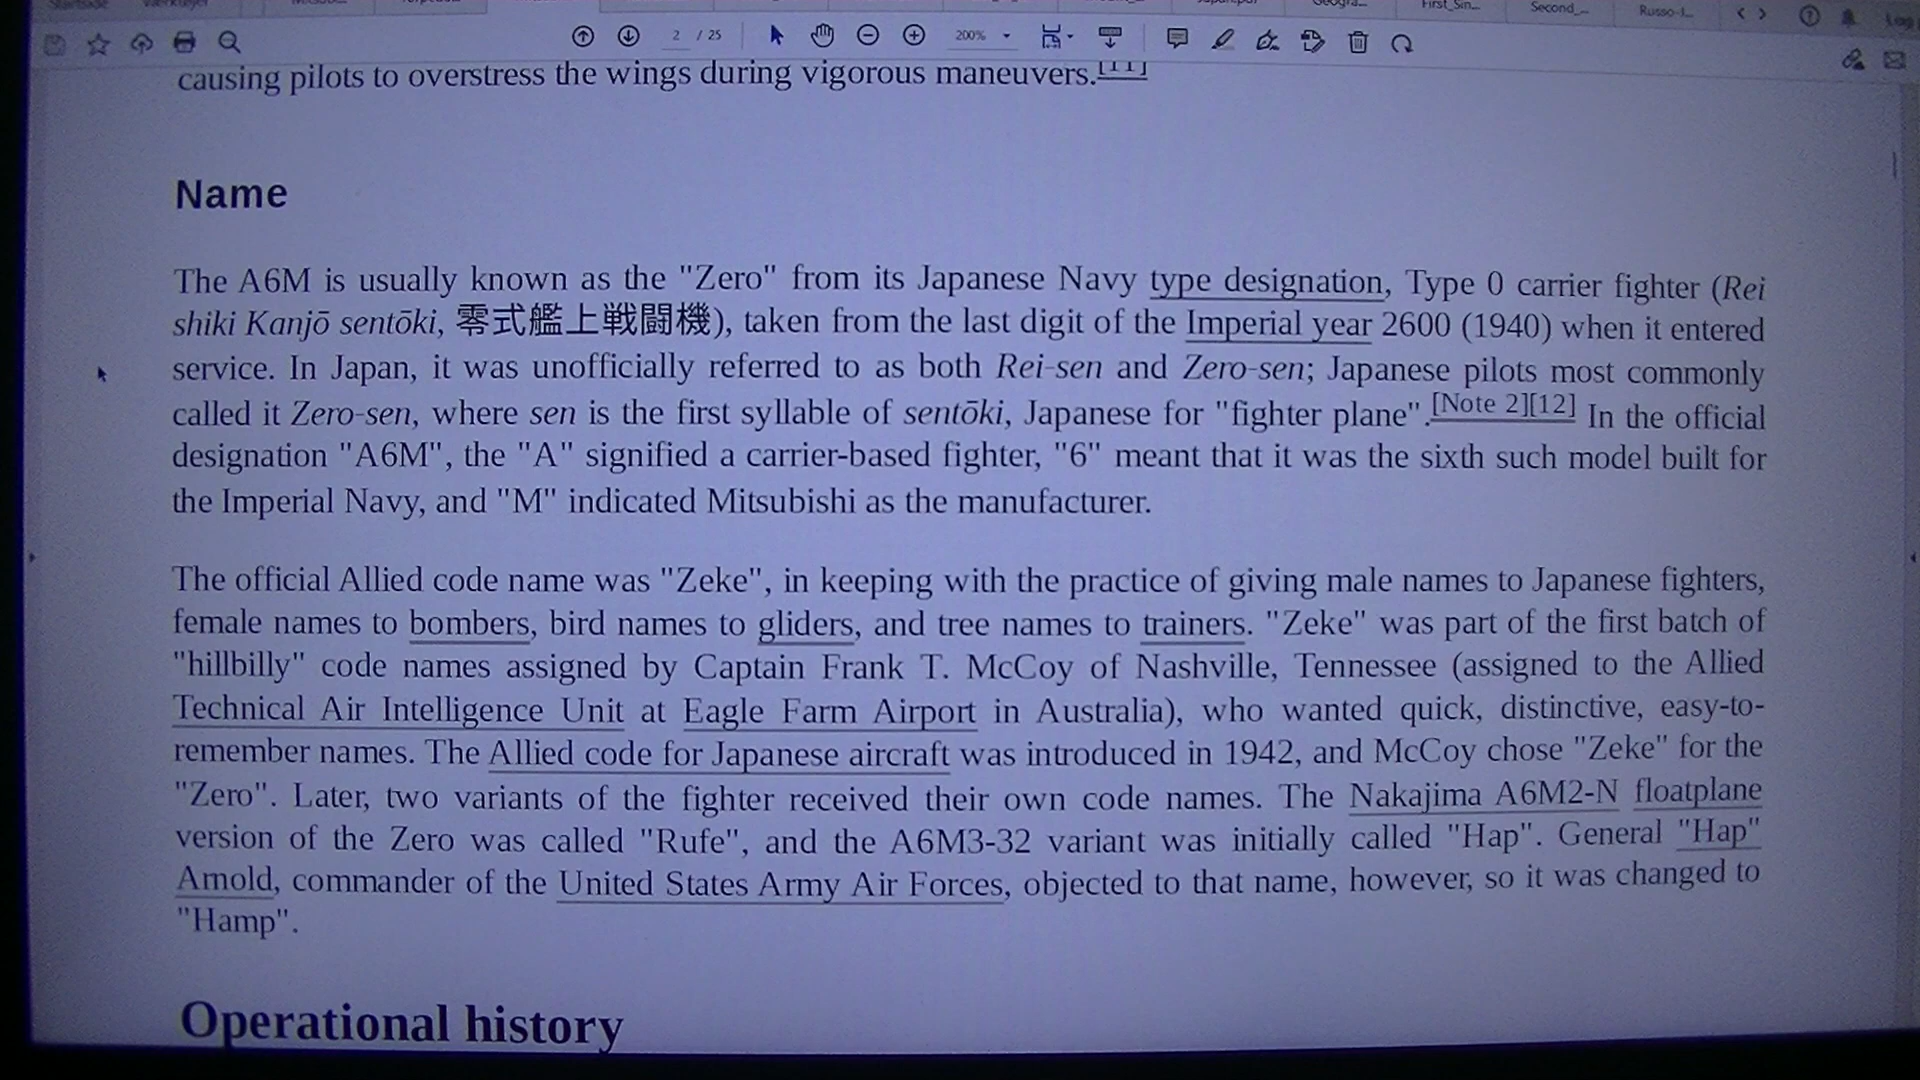 First_Sin...
Second_...
Russo-J...
2 / 25
200%
causing pilots to overstress the wings during vigorous maneuvers.[11]
Name
The A6M is usually known as the "Zero" from its Japanese Navy type designation, Type 0 carrier fighter (Rei
shiki Kanjō sentōki, 零式艦上戦闘機), taken from the last digit of the Imperial year 2600 (1940) when it entered
service. In Japan, it was unofficially referred to as both Rei-sen and Zero-sen; Japanese pilots most commonly
called it Zero-sen, where sen is the first syllable of sentōki, Japanese for "fighter plane".[Note 2][12] In the official
designation "A6M", the "A" signified a carrier-based fighter, "6" meant that it was the sixth such model built for
the Imperial Navy, and "M" indicated Mitsubishi as the manufacturer.
The official Allied code name was "Zeke", in keeping with the practice of giving male names to Japanese fighters,
female names to bombers, bird names to gliders, and tree names to trainers. "Zeke" was part of the first batch of
"hillbilly" code names assigned by Captain Frank T. McCoy of Nashville, Tennessee (assigned to the Allied
Technical Air Intelligence Unit at Eagle Farm Airport in Australia), who wanted quick, distinctive, easy-to-
remember names. The Allied code for Japanese aircraft was introduced in 1942, and McCoy chose "Zeke" for the
"Zero". Later, two variants of the fighter received their own code names. The Nakajima A6M2-N floatplane
version of the Zero was called "Rufe", and the A6M3-32 variant was initially called "Hap". General "Hap"
Arnold, commander of the United States Army Air Forces, objected to that name, however, so it was changed to
"Hamp".
Operational history